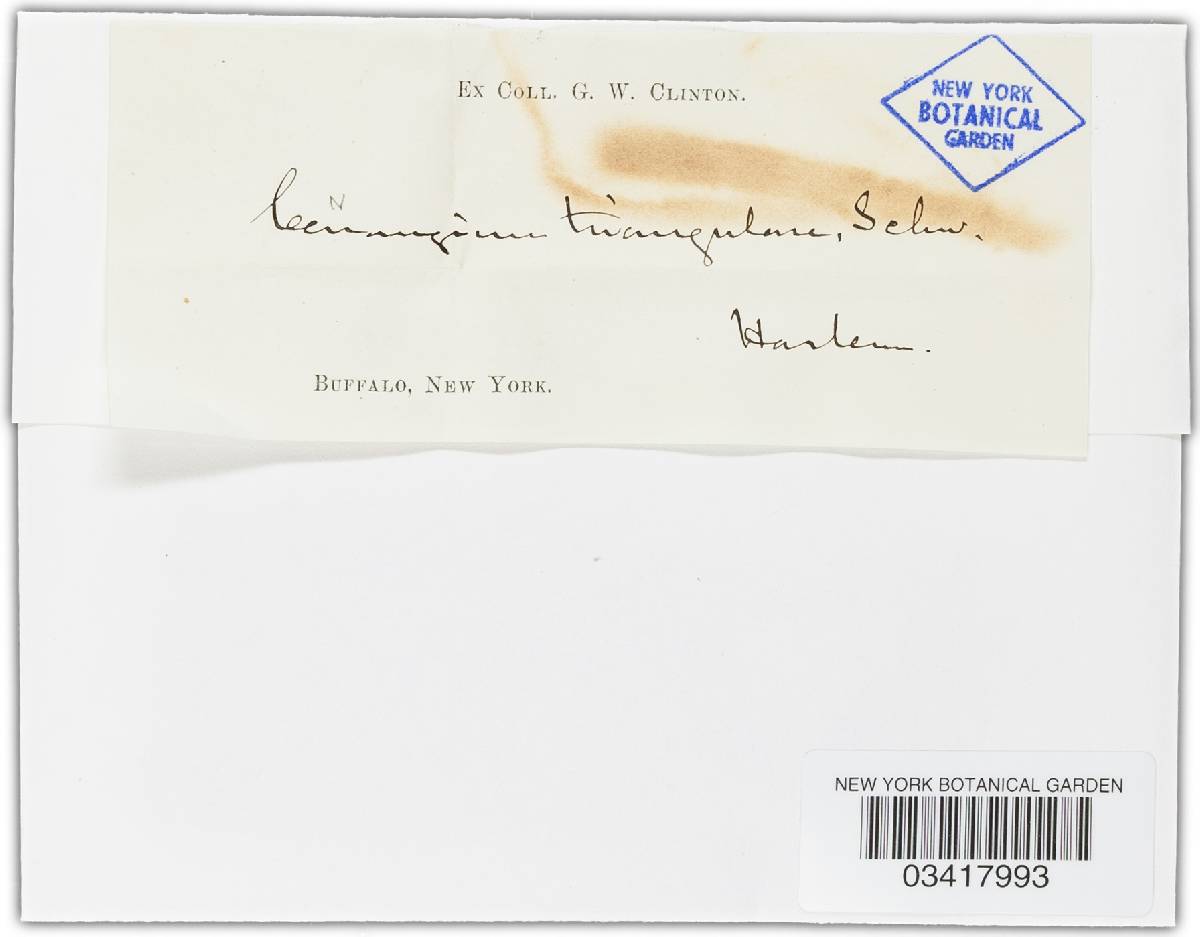 Ex Coll. G. W. Clinton.
NEW YORK
BOTANICAL
GARDEN
N
Cenangium triangulare, Schw.
Harlem.
Buffalo, New York.
NEW YORK BOTANICAL GARDEN
03417993